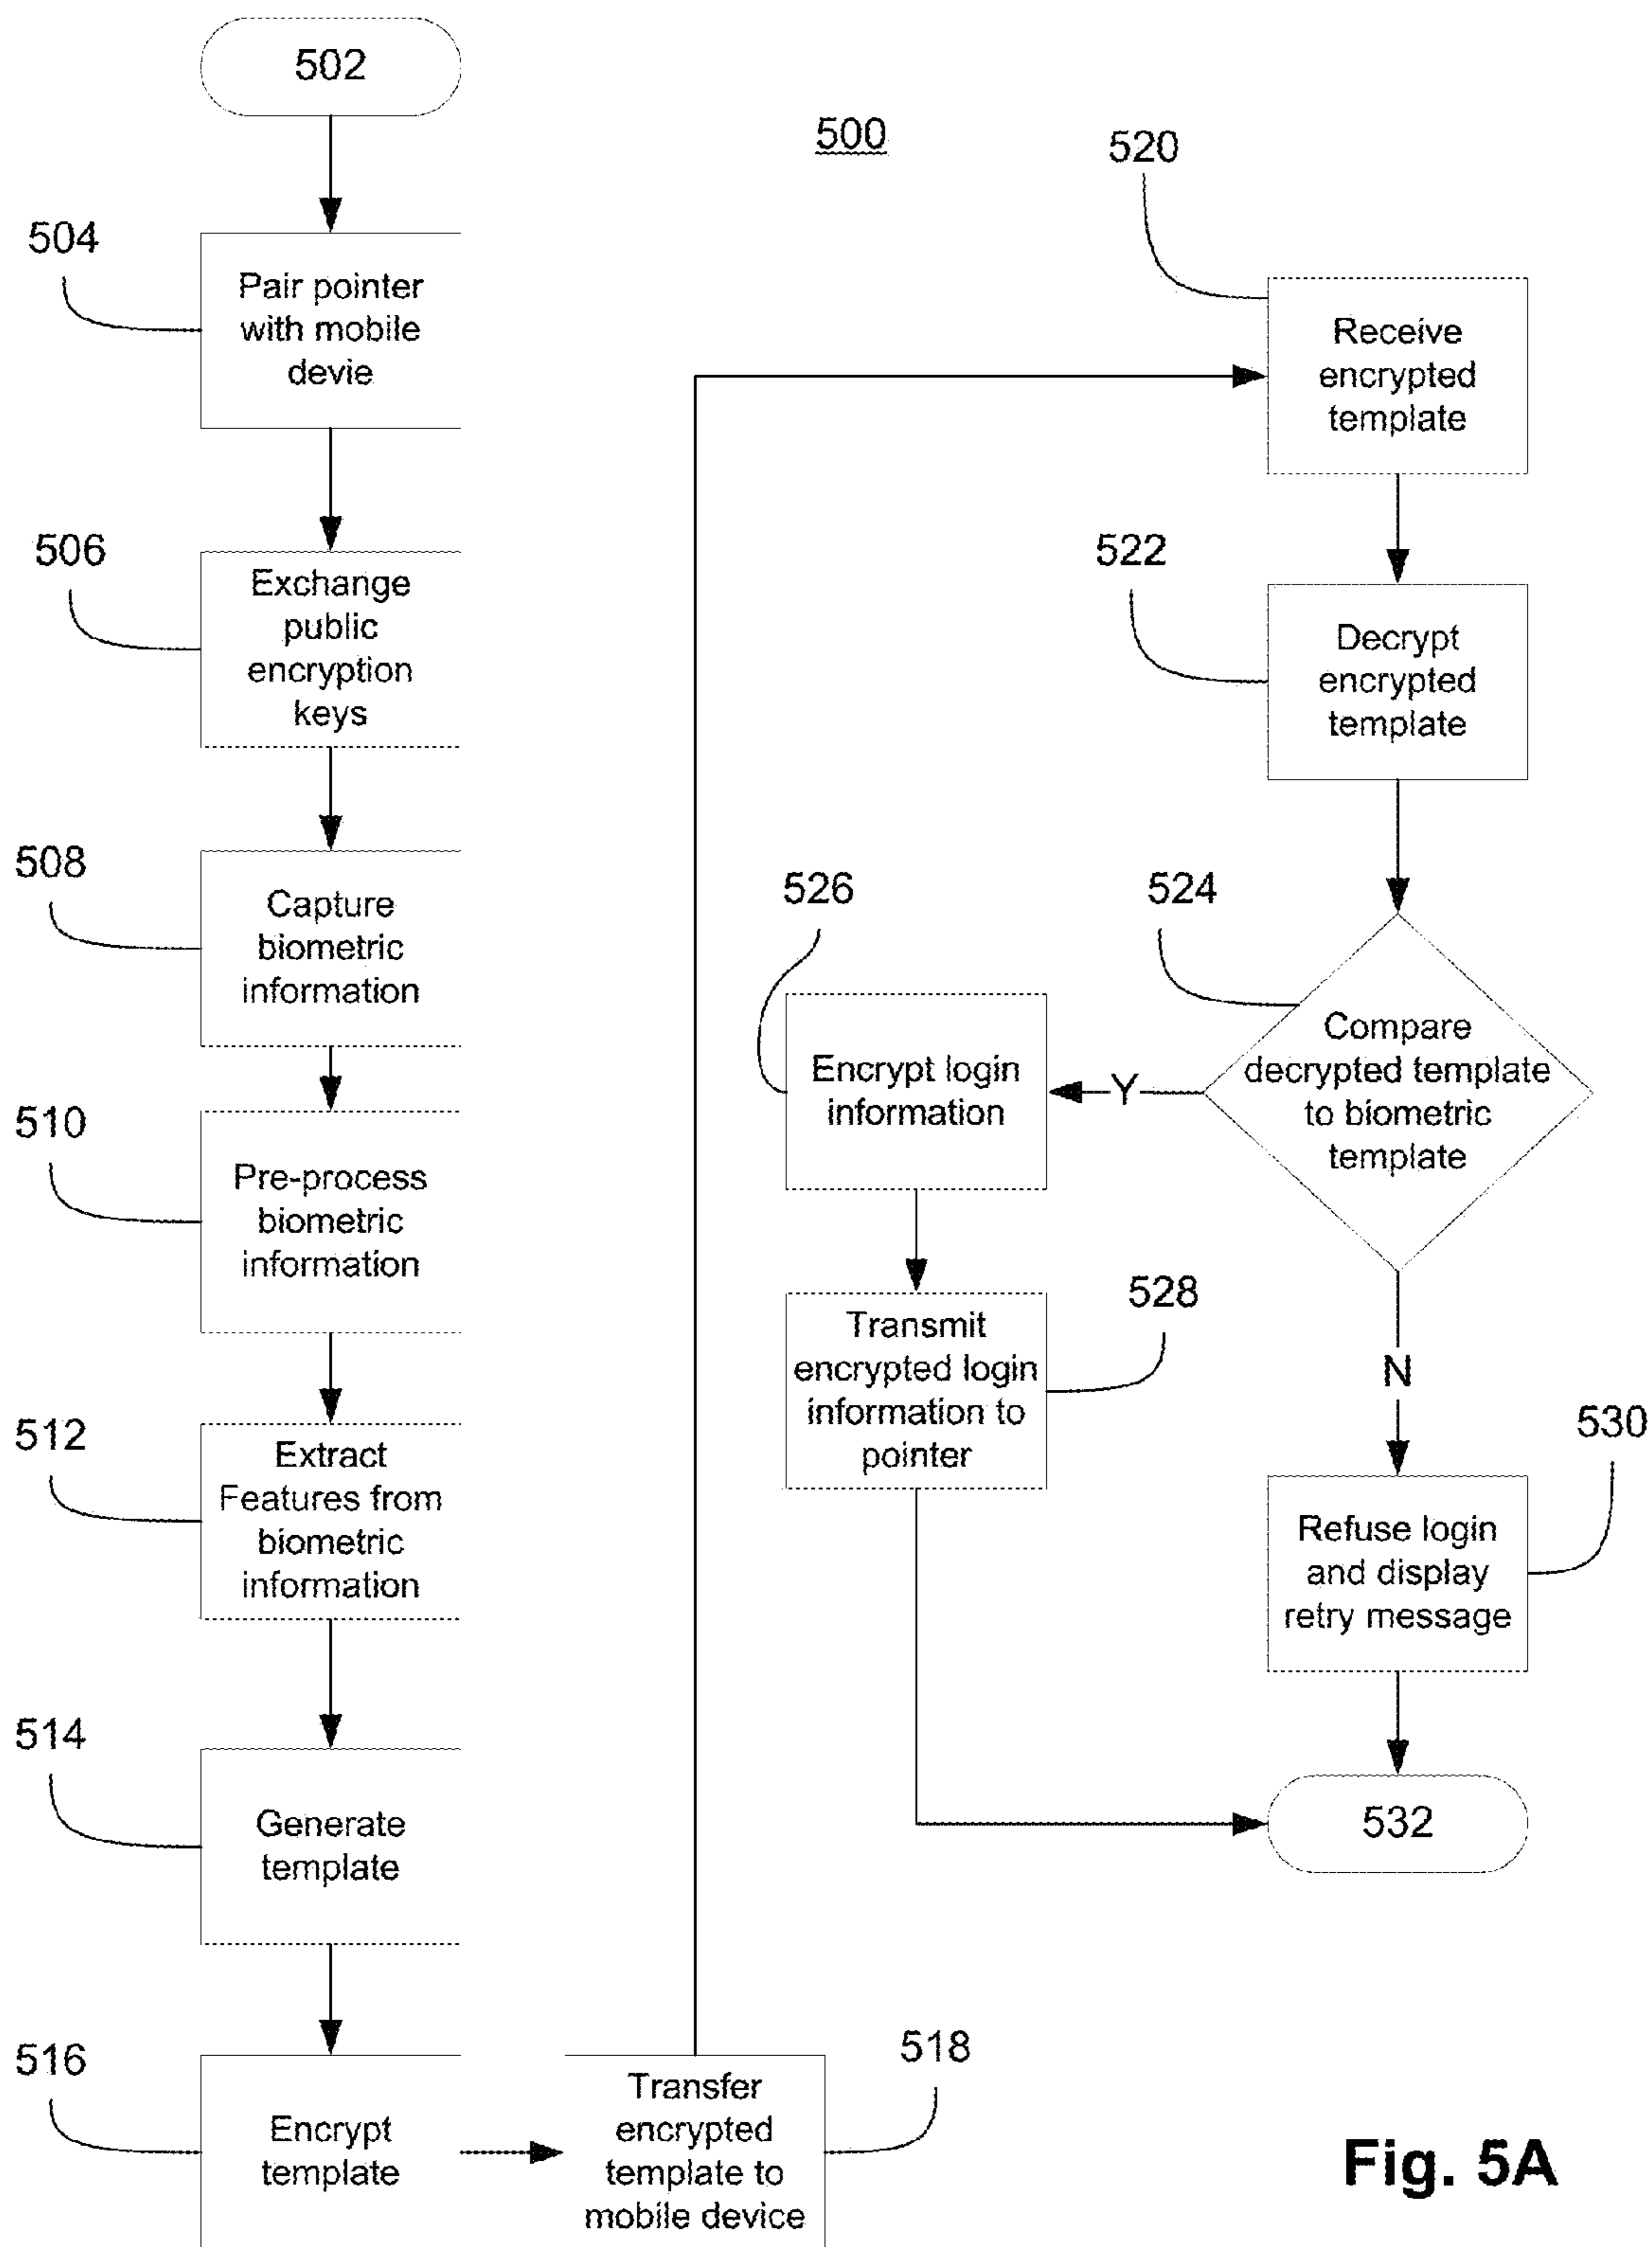 502
500
504
Pair pointer
with mobile
devie
506
Exchange
public
encryption
keys
508
Capture
biometric
information
510
Pre-process
biometric
information
512
Extract
Features from
biometric
information
514
Generate
template
516
Encrypt
template
518
Transfer
encrypted
template to
mobile device
520
Receive
encrypted
template
522
Decrypt
encrypted
template
524
Compare
decrypted template
to biometric
template
Y
526
Encrypt login
information
528
Transmit
encrypted login
information to
pointer
N
530
Refuse login
and display
retry message
532
Fig. 5A